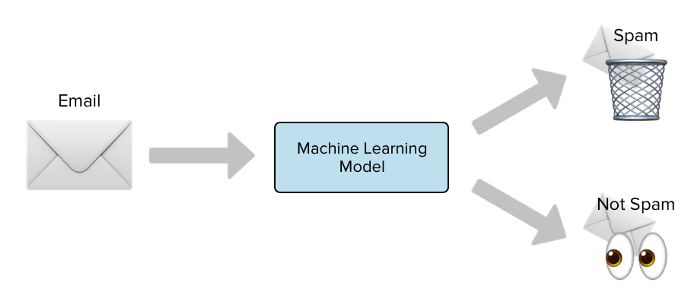 Email
Machine Learning
Model
Spam
Not Spam